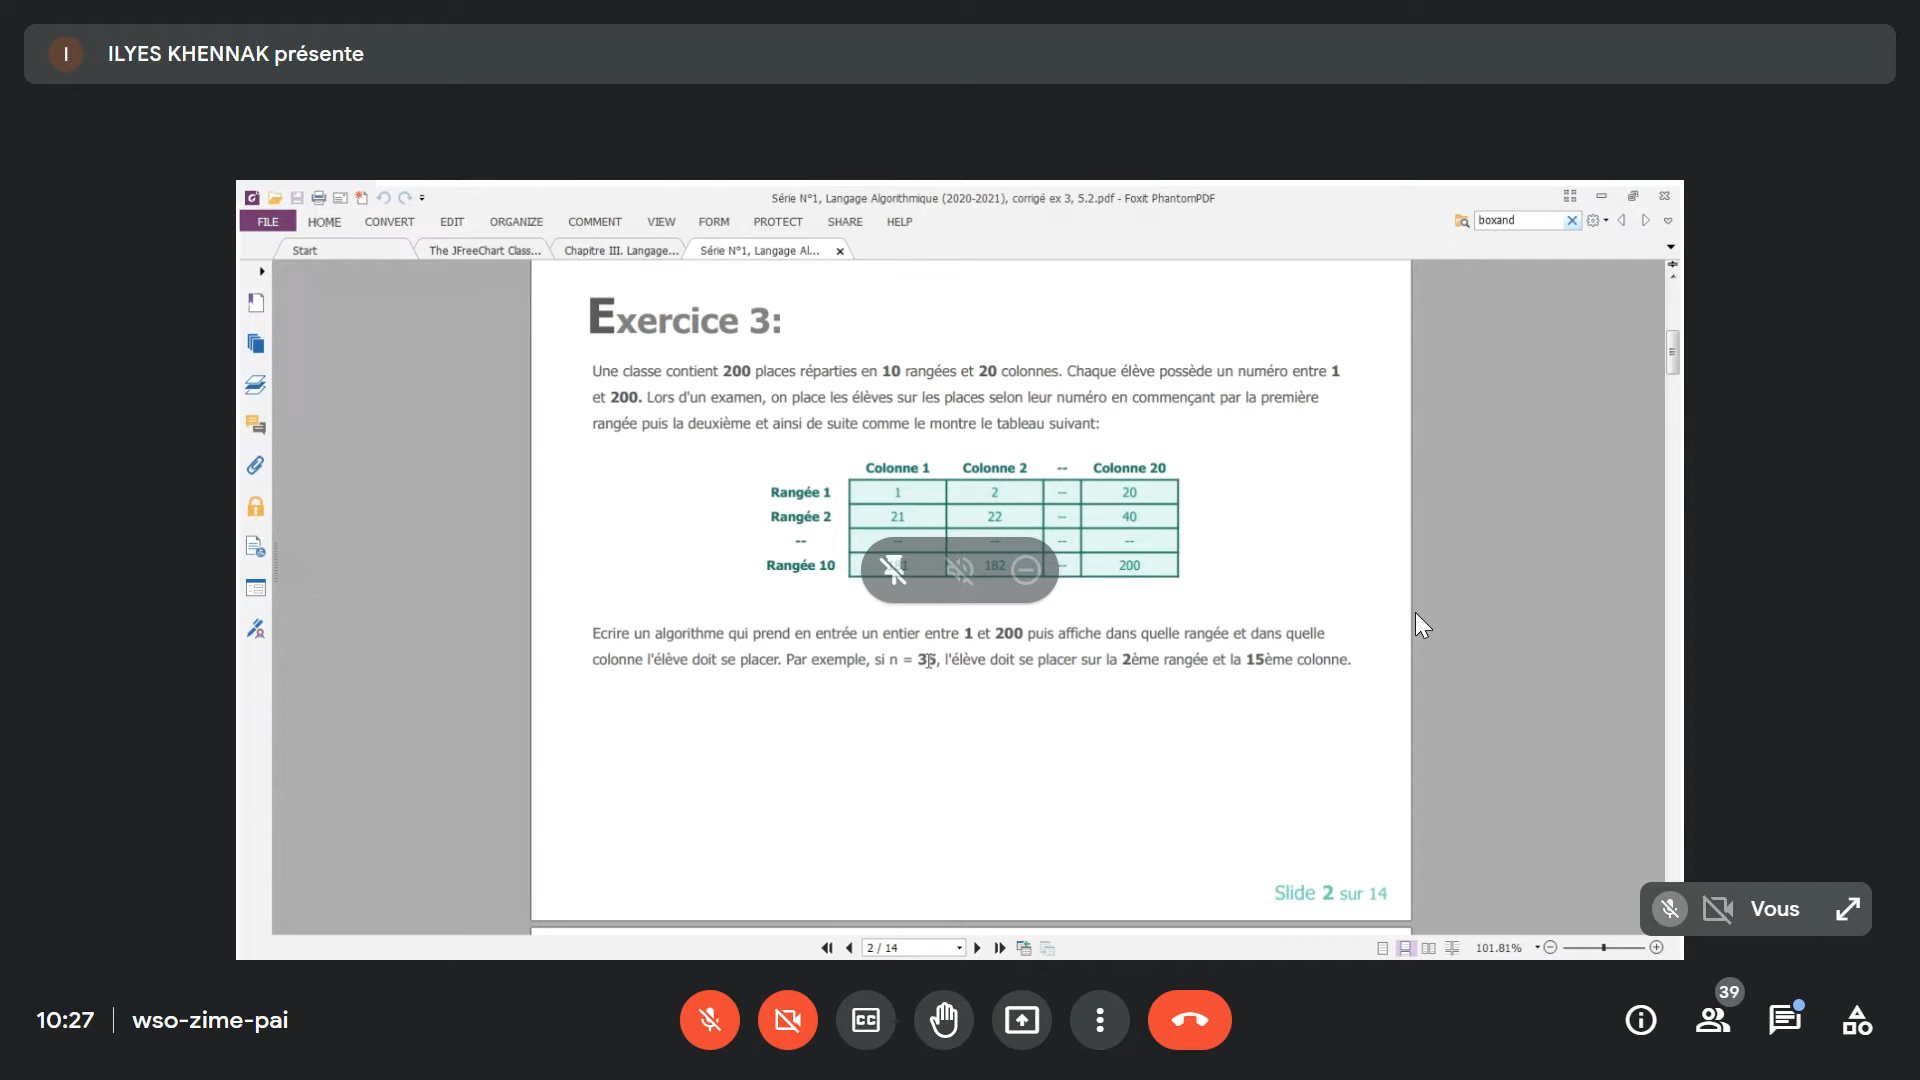 I ILYES KHENNAK présente
Série N°1, Langage Algorithmique (2020-2021), corrigé ex 3, 5.2.pdf - Foxit PhantomPDF
FILE HOME CONVERT EDIT ORGANIZE COMMENT VIEW FORM PROTECT SHARE HELP boxand
Start The JFreeChart Class... Chapitre III. Langage... Série N°1, Langage Al...
Exercice 3:
Une classe contient 200 places réparties en 10 rangées et 20 colonnes. Chaque élève possède un numéro entre 1
et 200. Lors d'un examen, on place les élèves sur les places selon leur numéro en commençant par la première
rangée puis la deuxième et ainsi de suite comme le montre le tableau suivant:
Colonne 1 Colonne 2 -- Colonne 20
Rangée 1 1 2 -- 20
Rangée 2 21 22 -- 40
-- -- -- -- --
Rangée 10 182 -- 200
Ecrire un algorithme qui prend en entrée un entier entre 1 et 200 puis affiche dans quelle rangée et dans quelle
colonne l'élève doit se placer. Par exemple, si n = 35, l'élève doit se placer sur la 2ème rangée et la 15ème colonne.
Slide 2 sur 14
Vous
2 / 14 101.81%
10:27 wso-zime-pai CC 39